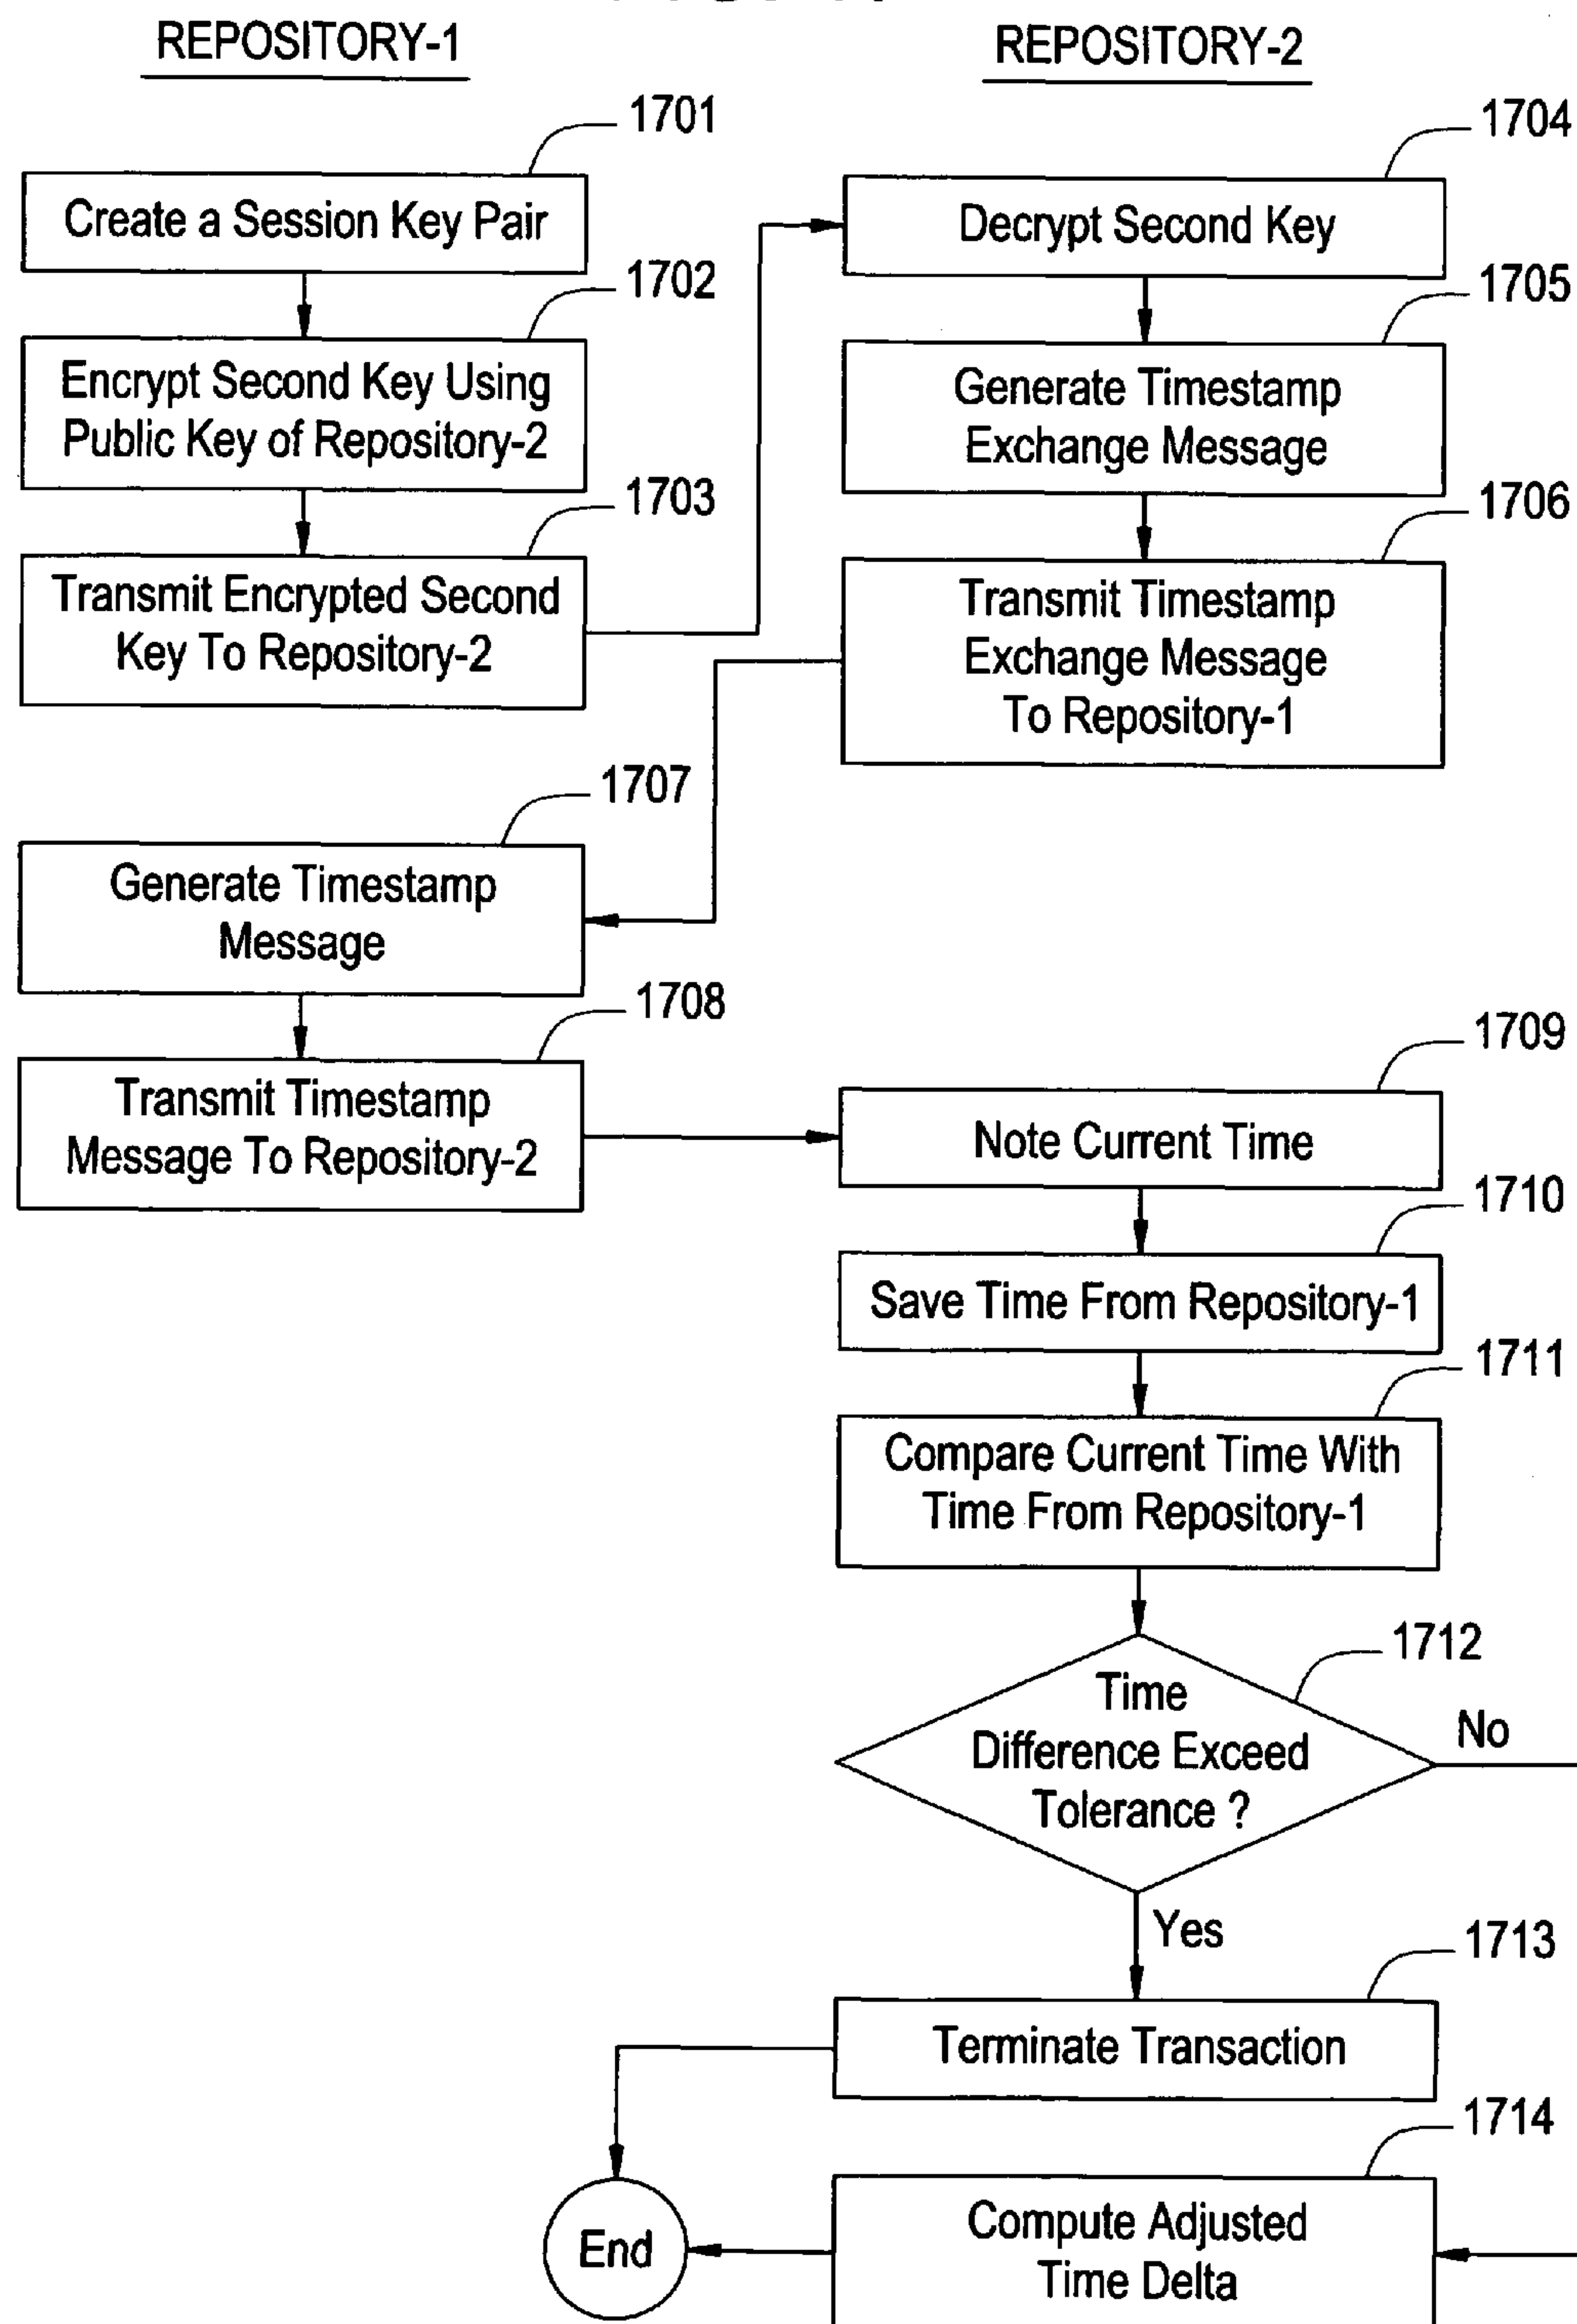 REPOSITORY-1
REPOSITORY-2
1701
Create a Session Key Pair
1702
Encrypt Second Key Using
Public Key of Repository-2
1703
Transmit Encrypted Second
Key To Repository-2
1704
Decrypt Second Key
1705
Generate Timestamp
Exchange Message
1706
Transmit Timestamp
Exchange Message
To Repository-1
1707
Generate Timestamp
Message
1708
Transmit Timestamp
Message To Repository-2
1709
Note Current Time
1710
Save Time From Repository-1
1711
Compare Current Time With
Time From Repository-1
1712
Time
Difference Exceed
Tolerance ?
No
Yes
1713
Terminate Transaction
1714
Compute Adjusted
Time Delta
End